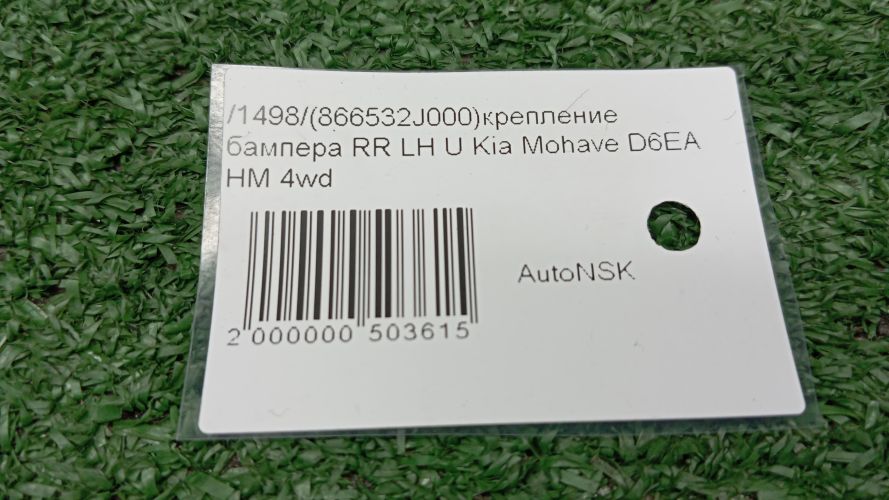 /1498/(866532J000)крепление
бампера RR LH U Kia Mohave D6EA
HM 4wd
AutoNSK
2 000000 503615